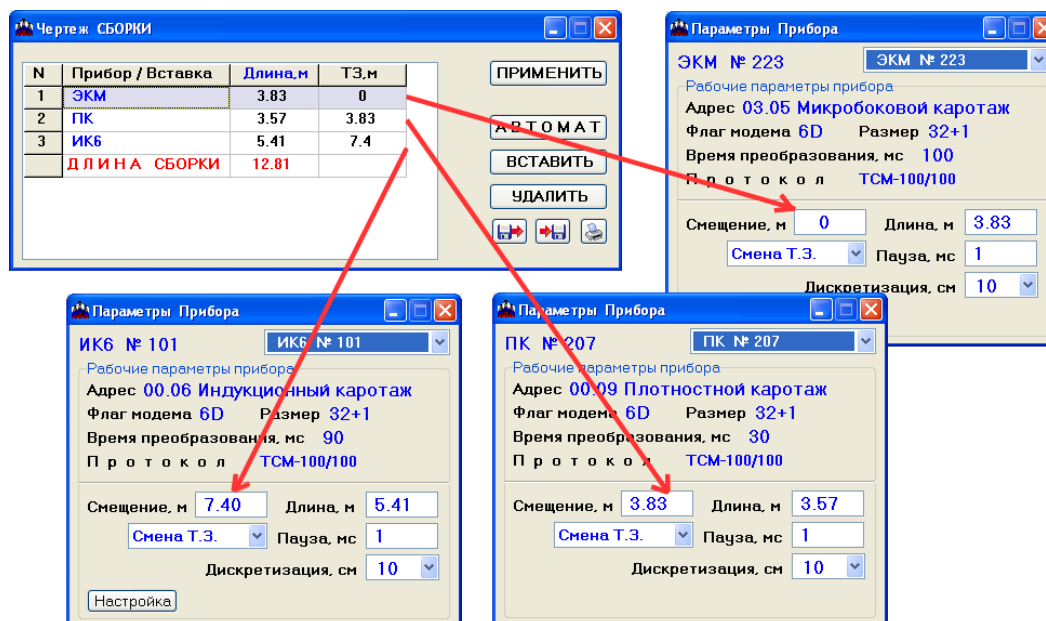 Чертеж СБОРКИ
N Прибор / Вставка Длина,м ТЗ,м
1 ЭКМ 3.83 0
2 ПК 3.57 3.83
3 ИК6 5.41 7.4
ДЛИНА СБОРКИ 12.81
ПРИМЕНИТЬ
АВТОМАТ
ВСТАВИТЬ
УДАЛИТЬ
Параметры Прибора
ЭКМ № 223 ЭКМ № 223
Рабочие параметры прибора
Адрес 03.05 Микробоковой каротаж
Флаг модема 6D Размер 32+1
Время преобразования, мс 100
Протокол ТСМ-100/100
Смещение, м 0 Длина, м 3.83
Смена Т.З. Пауза, мс 1
Дискретизация, см 10
Параметры Прибора
ИК6 № 101 ИК6 № 101
Рабочие параметры прибора
Адрес 00.06 Индукционный каротаж
Флаг модема 6D Размер 32+1
Время преобразования, мс 90
Протокол ТСМ-100/100
Смещение, м 7.40 Длина, м 5.41
Смена Т.З. Пауза, мс 1
Дискретизация, см 10
Настройка
Параметры Прибора
ПК № 207 ПК № 207
Рабочие параметры прибора
Адрес 00.09 Плотностной каротаж
Флаг модема 6D Размер 32+1
Время преобразования, мс 30
Протокол ТСМ-100/100
Смещение, м 3.83 Длина, м 3.57
Смена Т.З. Пауза, мс 1
Дискретизация, см 10